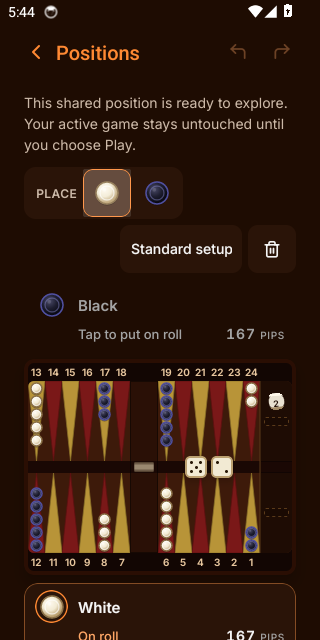 5:44
Positions
This shared position is ready to explore.
Your active game stays untouched until
you choose Play.
PLACE
Standard setup
Black
Tap to put on roll 167 PIPS
13 14 15 16 17 18 19 20 21 22 23 24
2
12 11 10 9 8 7 6 5 4 3 2 1
White
On roll 167 PIPS